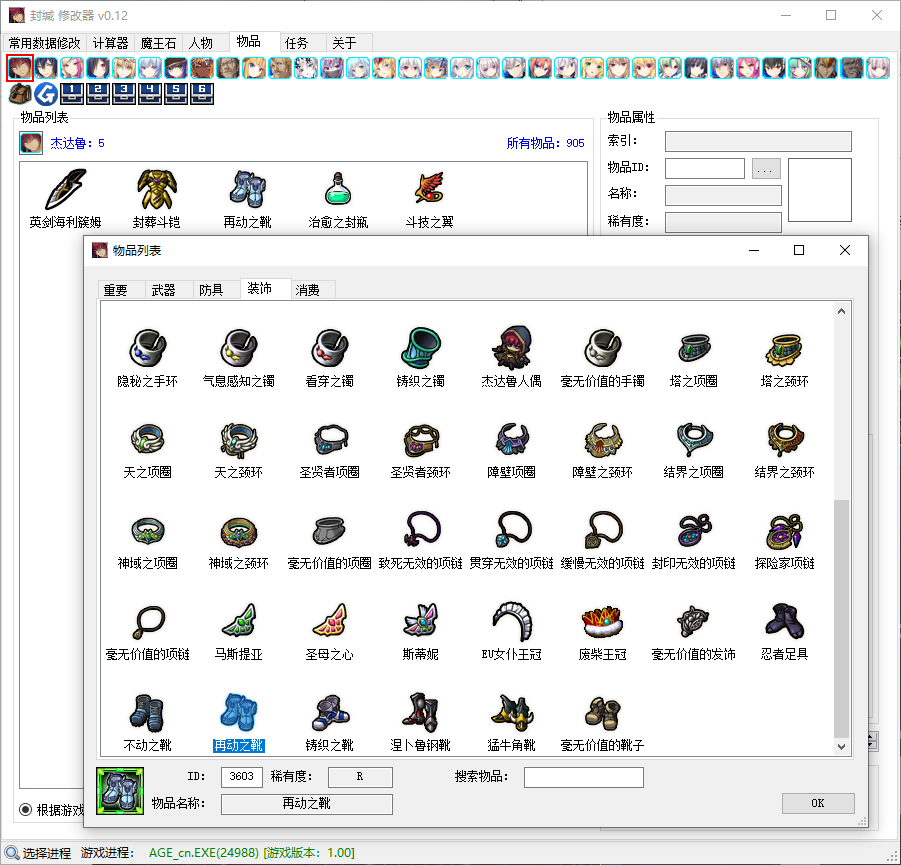 封缄 修改器 v0.12
常用数据修改 计算器 魔王石 人物 物品 任务 关于
G 1 2 3 4 5 6
物品列表
杰达鲁: 5 所有物品: 905
英剑海利簇姆 封葬斗铠 再动之靴 治愈之封瓶 斗技之翼
物品属性
索引:
物品ID: ...
名称:
稀有度:
物品列表
重要 武器 防具 装饰 消费
隐秘之手环 气息感知之镯 看穿之镯 铸织之镯 杰达鲁人偶 毫无价值的手镯 塔之项圈 塔之颈环
天之项圈 天之颈环 圣贤者项圈 圣贤者颈环 障壁项圈 障壁之颈环 结界之项圈 结界之颈环
神域之项圈 神域之颈环 毫无价值的项圈 致死无效的项链 贯穿无效的项链 缓慢无效的项链 封印无效的项链 探险家项链
毫无价值的项链 马斯提亚 圣母之心 斯蒂妮 EU女仆王冠 废柴王冠 毫无价值的发饰 忍者足具
不动之靴 再动之靴 铸织之靴 涅卜鲁钢靴 猛牛角靴 毫无价值的靴子
ID: 3603 稀有度: R 搜索物品:
物品名称: 再动之靴
OK
根据游戏
选择进程 游戏进程: AGE_cn.EXE(24988) [游戏版本: 1.00]